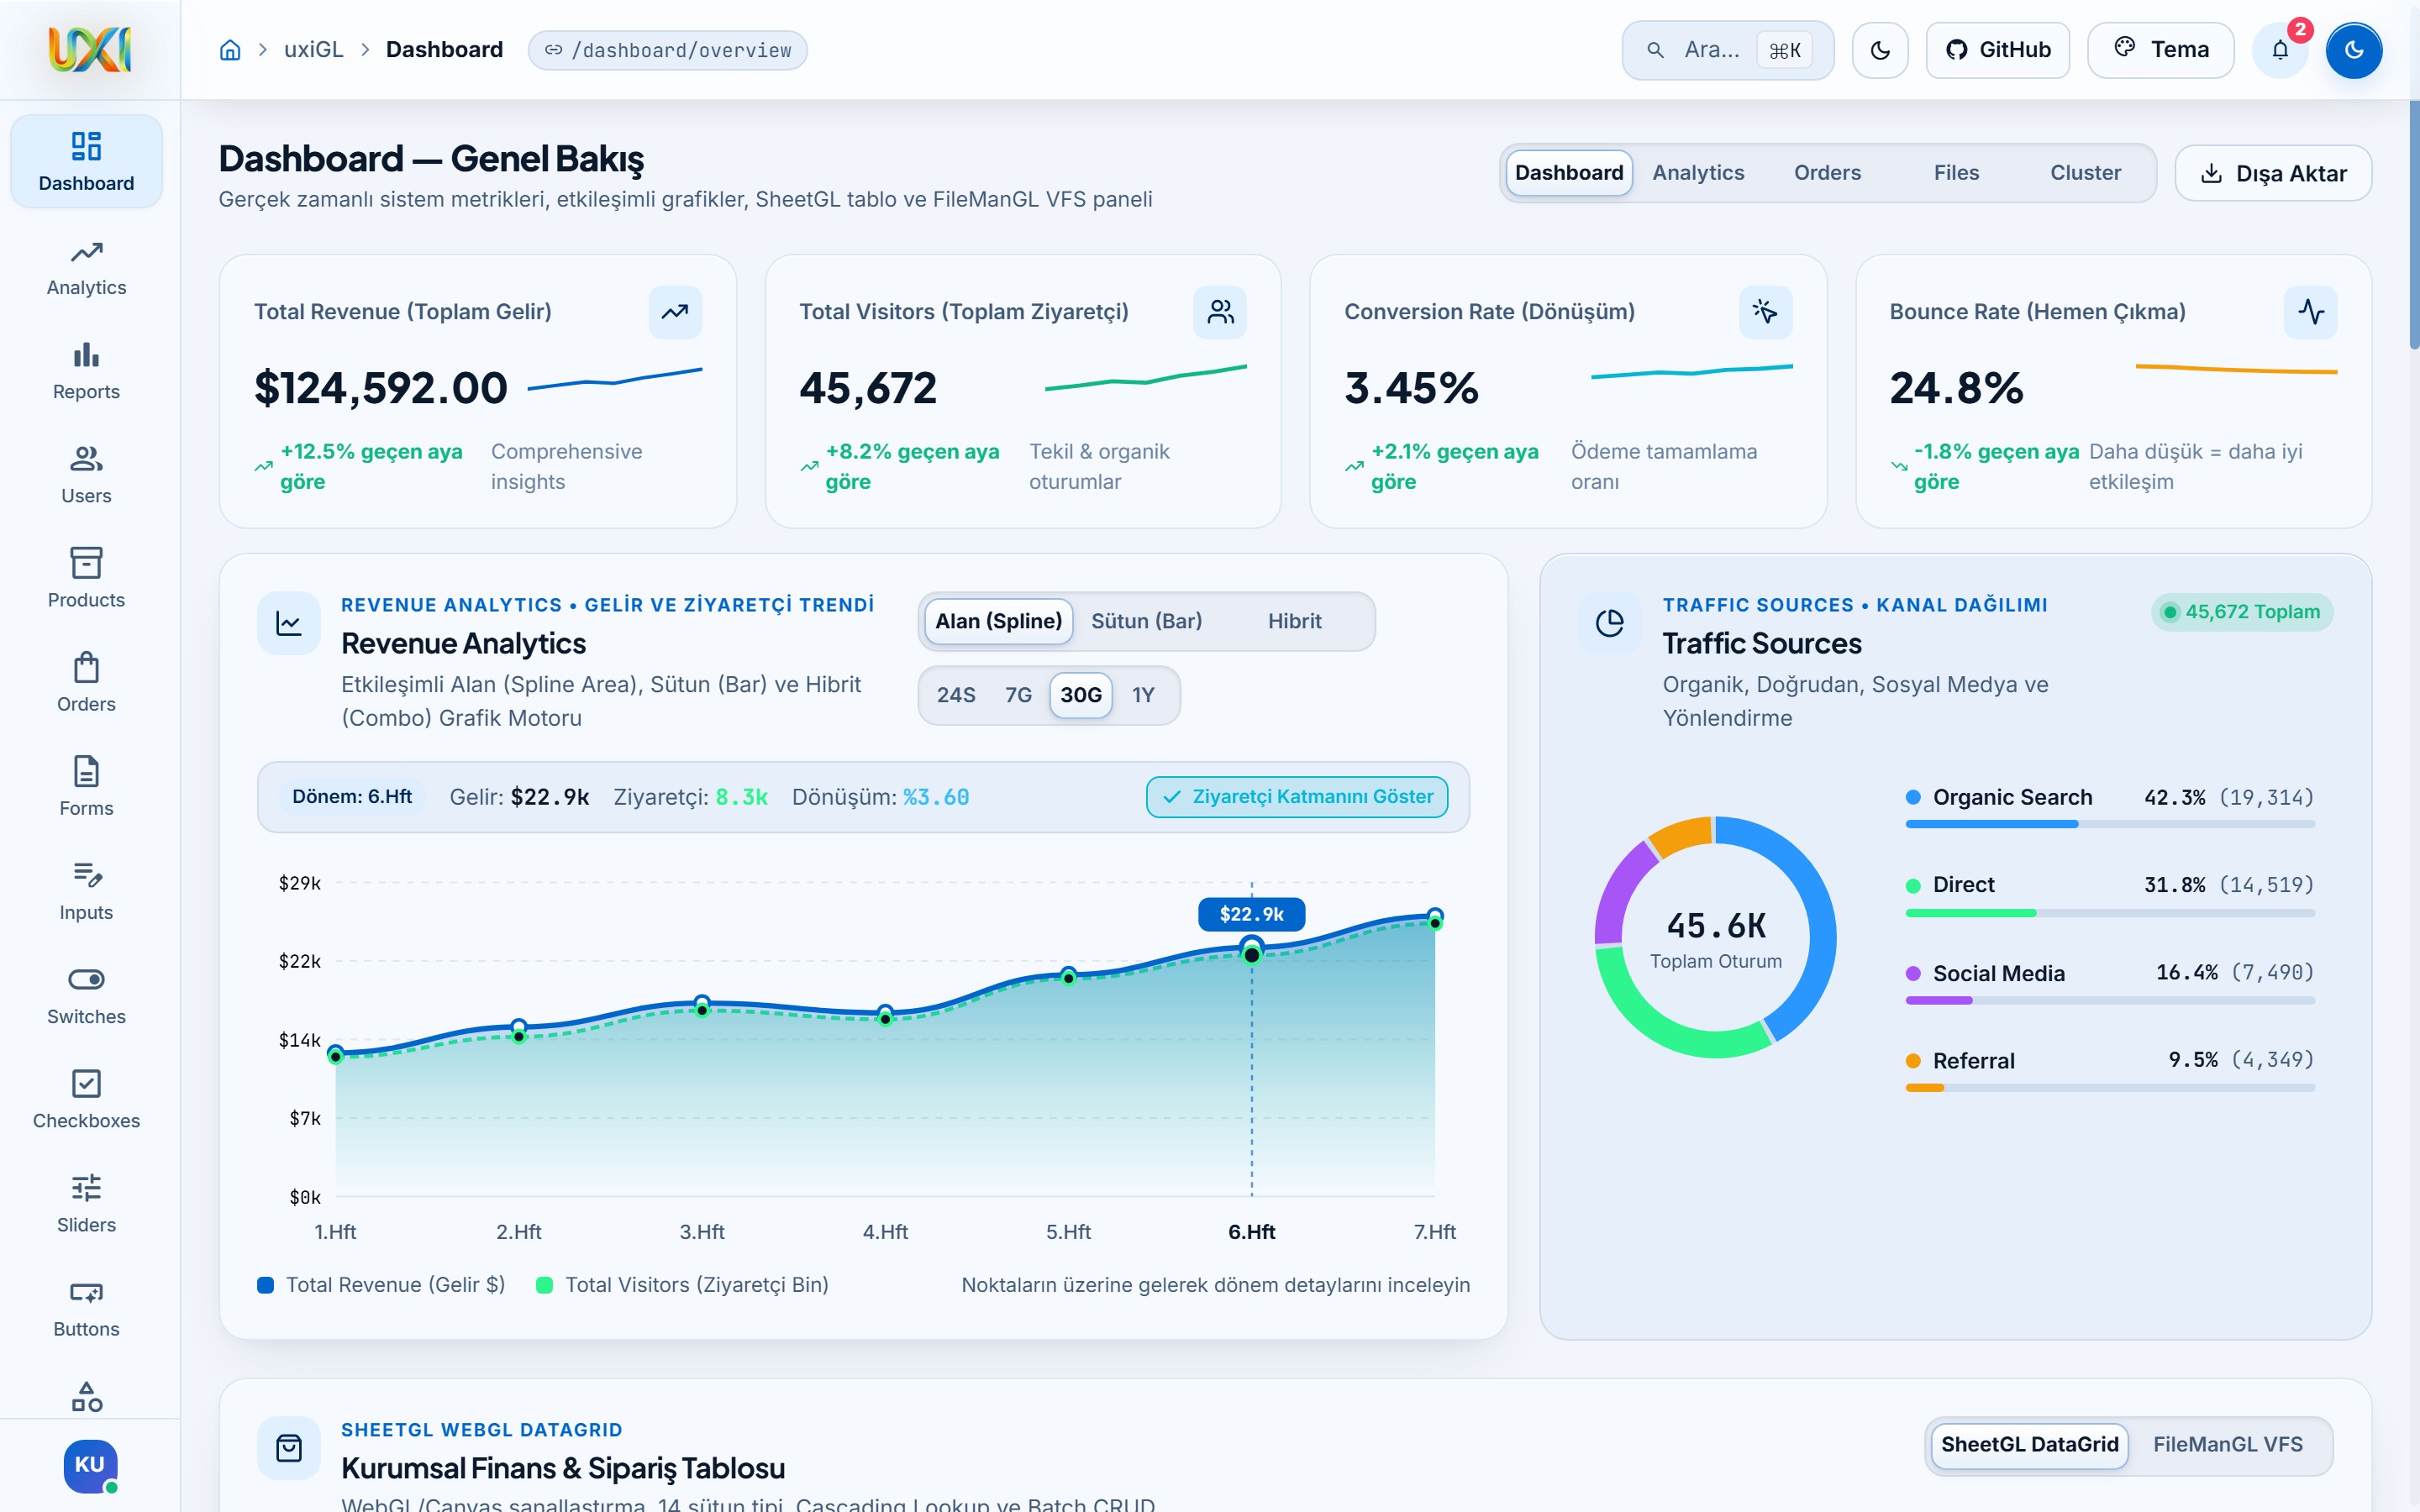 UXI
uxiGL
Dashboard
/dashboard/overview
Ara...
⌘K
GitHub
Tema
2
Dashboard
Analytics
Reports
Users
Products
Orders
Forms
Inputs
Switches
Checkboxes
Sliders
Buttons
KU
Dashboard — Genel Bakış
Gerçek zamanlı sistem metrikleri, etkileşimli grafikler, SheetGL tablo ve FileManGL VFS paneli
Dashboard Analytics Orders Files Cluster
Dışa Aktar
Total Revenue (Toplam Gelir)
$124,592.00
+12.5% geçen aya
göre
Comprehensive
insights
Total Visitors (Toplam Ziyaretçi)
45,672
+8.2% geçen aya
göre
Tekil & organik
oturumlar
Conversion Rate (Dönüşüm)
3.45%
+2.1% geçen aya
göre
Ödeme tamamlama
oranı
Bounce Rate (Hemen Çıkma)
24.8%
-1.8% geçen aya
göre
Daha düşük = daha iyi
etkileşim
REVENUE ANALYTICS • GELİR VE ZİYARETÇİ TRENDİ
Revenue Analytics
Etkileşimli Alan (Spline Area), Sütun (Bar) ve Hibrit
(Combo) Grafik Motoru
Alan (Spline) Sütun (Bar) Hibrit
24S 7G 30G 1Y
Dönem: 6.Hft Gelir: $22.9k Ziyaretçi: 8.3k Dönüşüm: %3.60
Ziyaretçi Katmanını Göster
$29k
$22k
$14k
$7k
$0k
$22.9k
1.Hft 2.Hft 3.Hft 4.Hft 5.Hft 6.Hft 7.Hft
Total Revenue (Gelir $) Total Visitors (Ziyaretçi Bin)
Noktaların üzerine gelerek dönem detaylarını inceleyin
TRAFFIC SOURCES • KANAL DAĞILIMI
Traffic Sources
Organik, Doğrudan, Sosyal Medya ve
Yönlendirme
45,672 Toplam
45.6K
Toplam Oturum
Organic Search 42.3% (19,314)
Direct 31.8% (14,519)
Social Media 16.4% (7,490)
Referral 9.5% (4,349)
SHEETGL WEBGL DATAGRID
Kurumsal Finans & Sipariş Tablosu
WebGL/Canvas sanallaştırma, 14 sütun tipi, Cascading Lookup ve Batch CRUD
SheetGL DataGrid FileManGL VFS